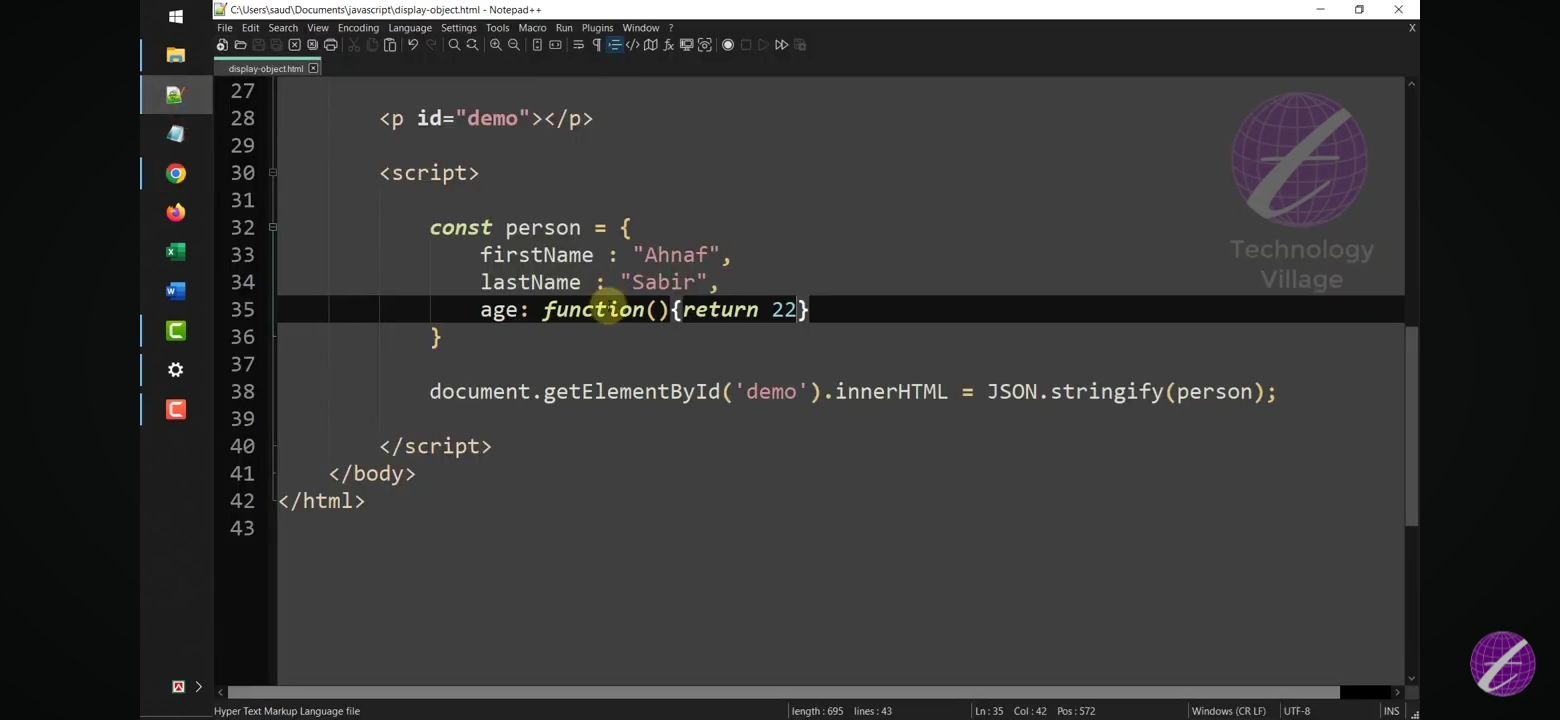 C:\Users\saud\Documents\javascript\display-object.html - Notepad++
File Edit Search View Encoding Language Settings Tools Macro Run Plugins Window ? X
display-object.html
27
28 <p id="demo"></p>
29
30 <script>
31
32 const person = {
33 firstName : "Ahnaf",
34 lastName : "Sabir",
35 age: function(){return 22}
36 }
37
38 document.getElementById('demo').innerHTML = JSON.stringify(person);
39
40 </script>
41 </body>
42 </html>
43
Technology
Village
Hyper Text Markup Language file length : 695 lines : 43 Ln : 35 Col : 42 Pos : 572 Windows (CR LF) UTF-8 INS